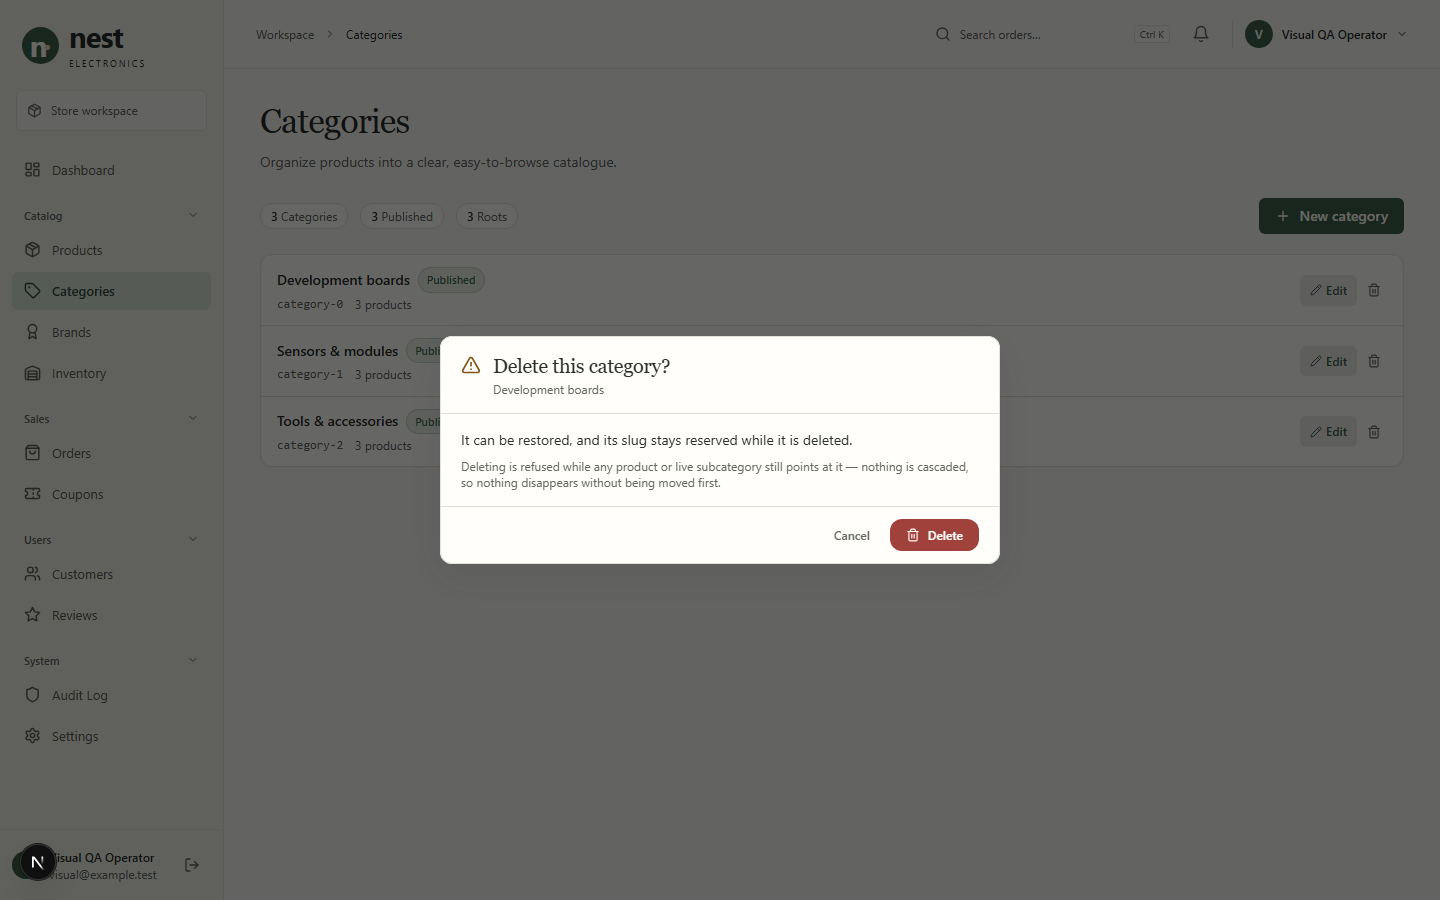 nest
ELECTRONICS
Store workspace
Dashboard
Catalog
Products
Categories
Brands
Inventory
Sales
Orders
Coupons
Users
Customers
Reviews
System
Audit Log
Settings
Visual QA Operator
visual@example.test
Workspace > Categories
Search orders... Ctrl K
V Visual QA Operator
Categories
Organize products into a clear, easy-to-browse catalogue.
3 Categories 3 Published 3 Roots
+ New category
Development boards Published
category-0 3 products
Edit
Sensors & modules Publi
category-1 3 products
Edit
Tools & accessories Publi
category-2 3 products
Edit
Delete this category?
Development boards
It can be restored, and its slug stays reserved while it is deleted.
Deleting is refused while any product or live subcategory still points at it — nothing is cascaded,
so nothing disappears without being moved first.
Cancel Delete